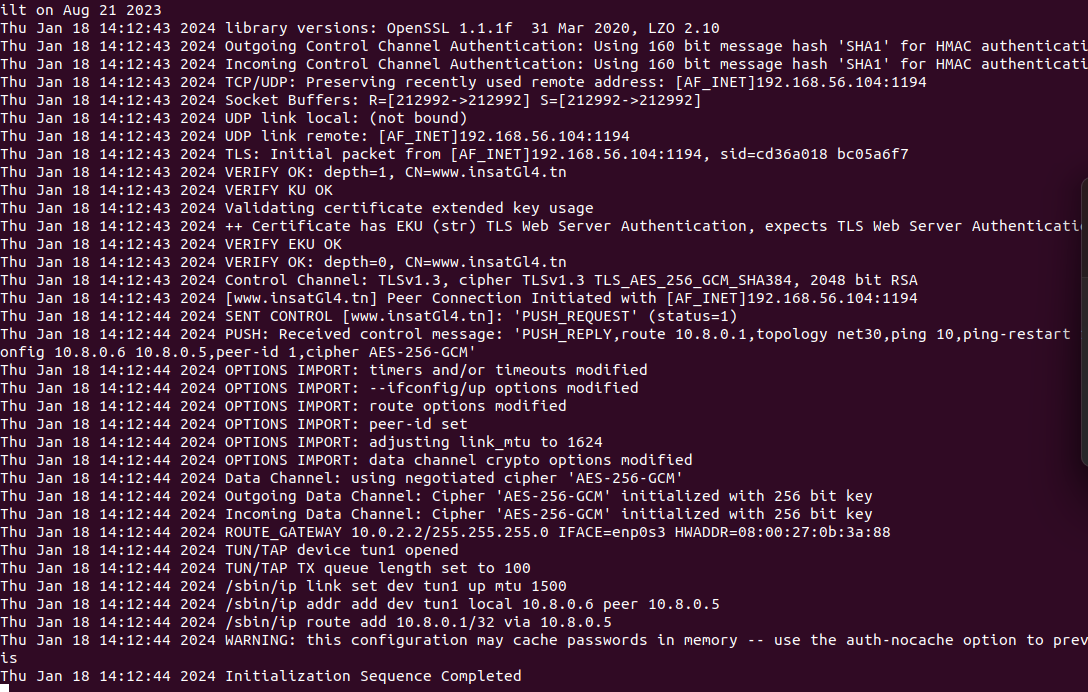 ilt on Aug 21 2023
Thu Jan 18 14:12:43 2024 library versions: OpenSSL 1.1.1f  31 Mar 2020, LZO 2.10
Thu Jan 18 14:12:43 2024 Outgoing Control Channel Authentication: Using 160 bit message hash 'SHA1' for HMAC authenticati
Thu Jan 18 14:12:43 2024 Incoming Control Channel Authentication: Using 160 bit message hash 'SHA1' for HMAC authenticati
Thu Jan 18 14:12:43 2024 TCP/UDP: Preserving recently used remote address: [AF_INET]192.168.56.104:1194
Thu Jan 18 14:12:43 2024 Socket Buffers: R=[212992->212992] S=[212992->212992]
Thu Jan 18 14:12:43 2024 UDP link local: (not bound)
Thu Jan 18 14:12:43 2024 UDP link remote: [AF_INET]192.168.56.104:1194
Thu Jan 18 14:12:43 2024 TLS: Initial packet from [AF_INET]192.168.56.104:1194, sid=cd36a018 bc05a6f7
Thu Jan 18 14:12:43 2024 VERIFY OK: depth=1, CN=www.insatGl4.tn
Thu Jan 18 14:12:43 2024 VERIFY KU OK
Thu Jan 18 14:12:43 2024 Validating certificate extended key usage
Thu Jan 18 14:12:43 2024 ++ Certificate has EKU (str) TLS Web Server Authentication, expects TLS Web Server Authenticatio
Thu Jan 18 14:12:43 2024 VERIFY EKU OK
Thu Jan 18 14:12:43 2024 VERIFY OK: depth=0, CN=www.insatGl4.tn
Thu Jan 18 14:12:43 2024 Control Channel: TLSv1.3, cipher TLSv1.3 TLS_AES_256_GCM_SHA384, 2048 bit RSA
Thu Jan 18 14:12:43 2024 [www.insatGl4.tn] Peer Connection Initiated with [AF_INET]192.168.56.104:1194
Thu Jan 18 14:12:44 2024 SENT CONTROL [www.insatGl4.tn]: 'PUSH_REQUEST' (status=1)
Thu Jan 18 14:12:44 2024 PUSH: Received control message: 'PUSH_REPLY,route 10.8.0.1,topology net30,ping 10,ping-restart
onfig 10.8.0.6 10.8.0.5,peer-id 1,cipher AES-256-GCM'
Thu Jan 18 14:12:44 2024 OPTIONS IMPORT: timers and/or timeouts modified
Thu Jan 18 14:12:44 2024 OPTIONS IMPORT: --ifconfig/up options modified
Thu Jan 18 14:12:44 2024 OPTIONS IMPORT: route options modified
Thu Jan 18 14:12:44 2024 OPTIONS IMPORT: peer-id set
Thu Jan 18 14:12:44 2024 OPTIONS IMPORT: adjusting link_mtu to 1624
Thu Jan 18 14:12:44 2024 OPTIONS IMPORT: data channel crypto options modified
Thu Jan 18 14:12:44 2024 Data Channel: using negotiated cipher 'AES-256-GCM'
Thu Jan 18 14:12:44 2024 Outgoing Data Channel: Cipher 'AES-256-GCM' initialized with 256 bit key
Thu Jan 18 14:12:44 2024 Incoming Data Channel: Cipher 'AES-256-GCM' initialized with 256 bit key
Thu Jan 18 14:12:44 2024 ROUTE_GATEWAY 10.0.2.2/255.255.255.0 IFACE=enp0s3 HWADDR=08:00:27:0b:3a:88
Thu Jan 18 14:12:44 2024 TUN/TAP device tun1 opened
Thu Jan 18 14:12:44 2024 TUN/TAP TX queue length set to 100
Thu Jan 18 14:12:44 2024 /sbin/ip link set dev tun1 up mtu 1500
Thu Jan 18 14:12:44 2024 /sbin/ip addr add dev tun1 local 10.8.0.6 peer 10.8.0.5
Thu Jan 18 14:12:44 2024 /sbin/ip route add 10.8.0.1/32 via 10.8.0.5
Thu Jan 18 14:12:44 2024 WARNING: this configuration may cache passwords in memory -- use the auth-nocache option to prev
is
Thu Jan 18 14:12:44 2024 Initialization Sequence Completed